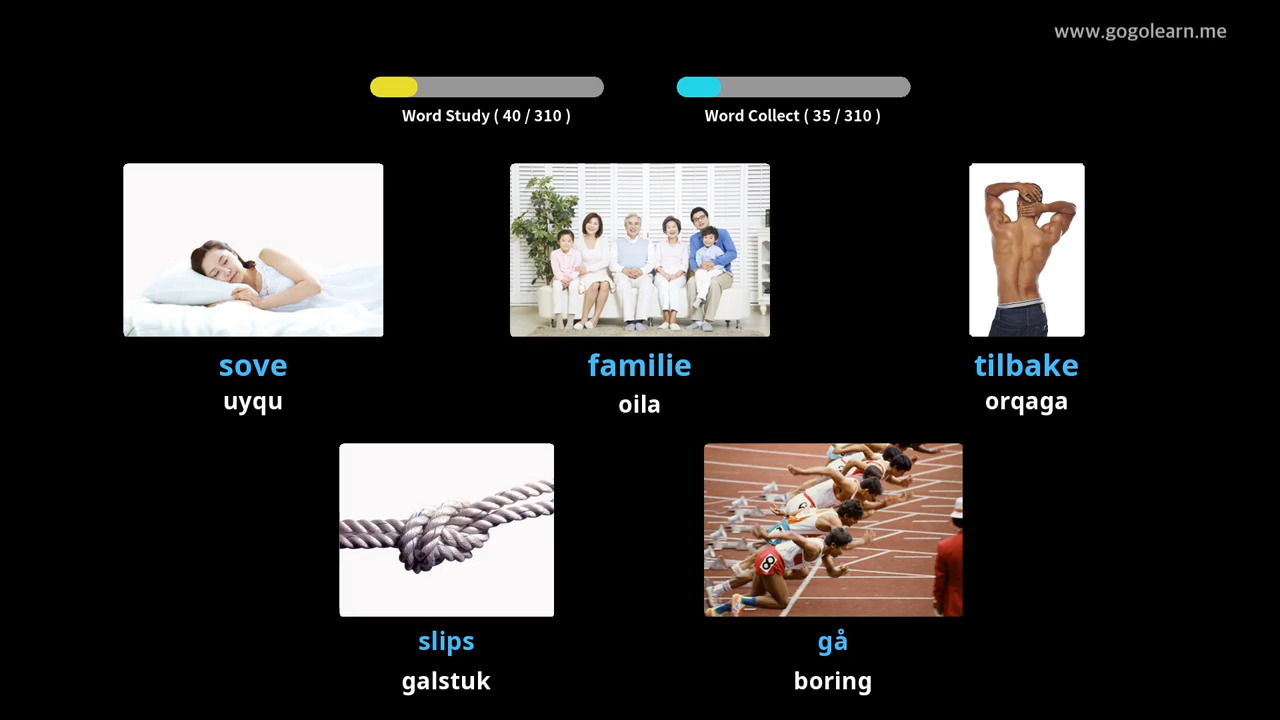 www.gogolearn.me
Word Study ( 40 / 310 )
Word Collect ( 35 / 310 )
sove
uyqu
familie
oila
tilbake
orqaga
slips
galstuk
gå
boring
8